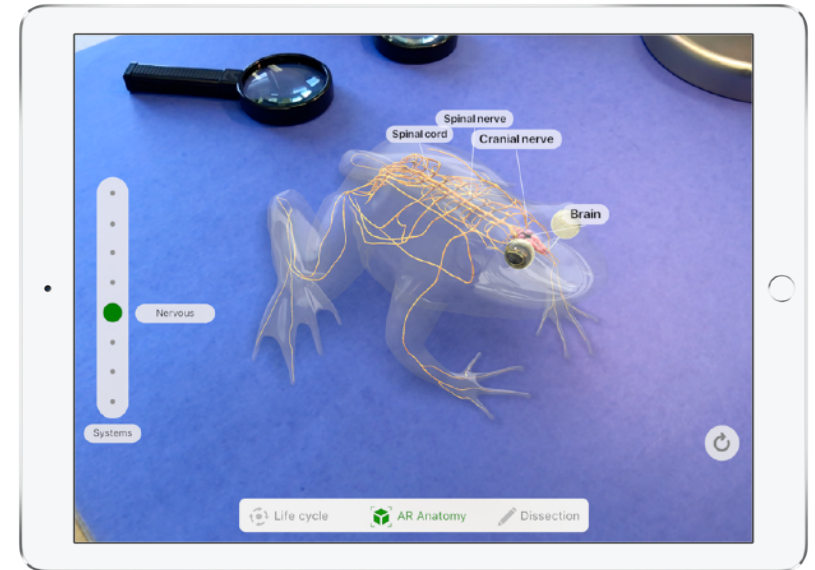 Spinal nerve
Spinal cord
Cranial nerve
Brain
Nervous
Systems
Life cycle
AR Anatomy
Dissection